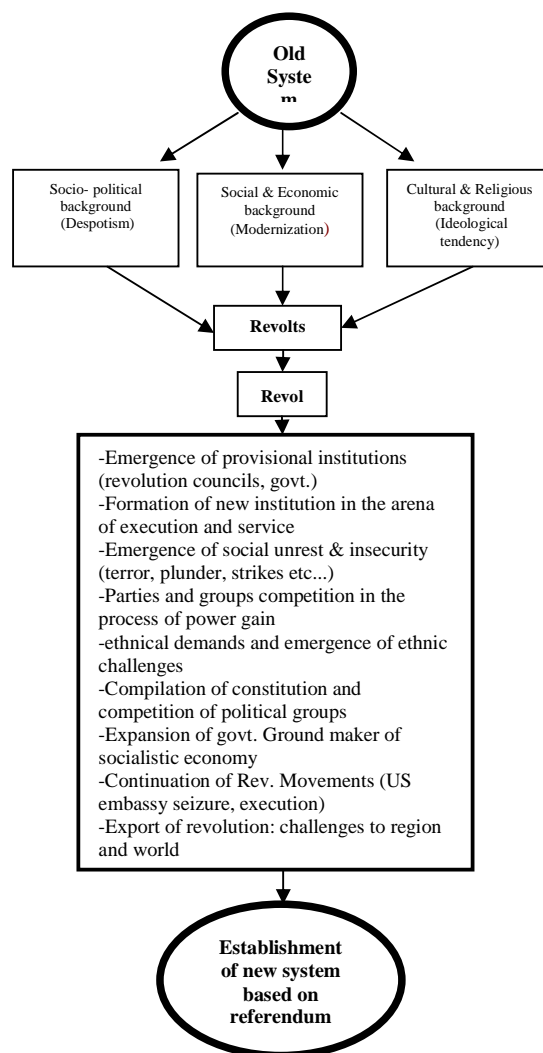 Old
Syste
m
Socio- political
background
(Despotism)
Social & Economic
background
(Modernization)
Cultural & Religious
background
(Ideological
tendency)
Revolts
Revol
-Emergence of provisional institutions
(revolution councils, govt.)
-Formation of new institution in the arena
of execution and service
-Emergence of social unrest & insecurity
(terror, plunder, strikes etc...)
-Parties and groups competition in the
process of power gain
-ethnical demands and emergence of ethnic
challenges
-Compilation of constitution and
competition of political groups
-Expansion of govt. Ground maker of
socialistic economy
-Continuation of Rev. Movements (US
embassy seizure, execution)
-Export of revolution: challenges to region
and world
Establishment
of new system
based on
referendum